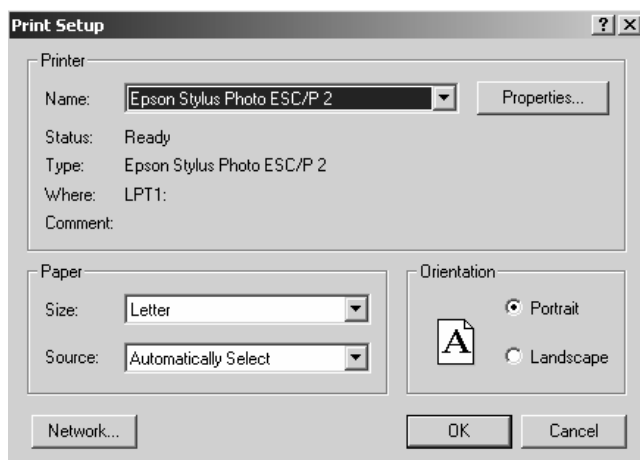 Print Setup
Printer
Name: Epson Stylus Photo ESC/P 2 Properties...
Status: Ready
Type: Epson Stylus Photo ESC/P 2
Where: LPT1:
Comment:
Paper
Size: Letter
Source: Automatically Select
Orientation
A
Portrait
Landscape
Network... OK Cancel